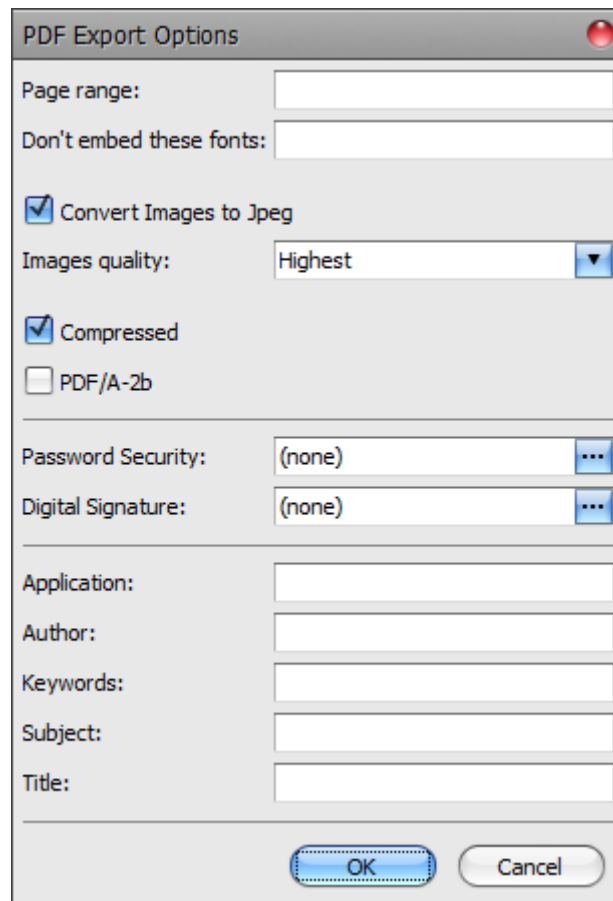 PDF Export Options
Page range:
Don't embed these fonts:
Convert Images to Jpeg
Images quality: Highest
Compressed
PDF/A-2b
Password Security: (none) ...
Digital Signature: (none) ...
Application:
Author:
Keywords:
Subject:
Title:
OK Cancel